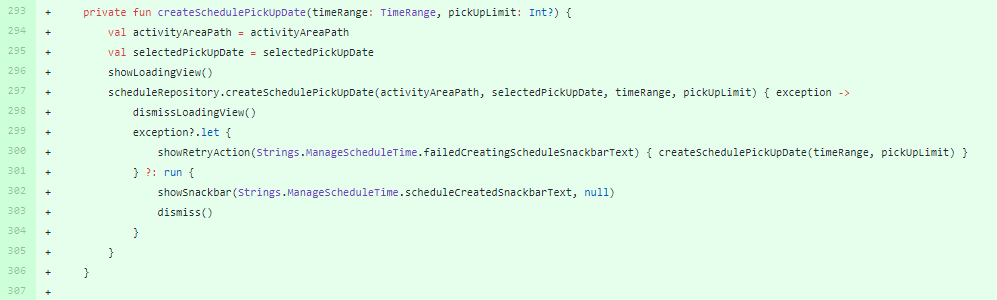 293 + private fun createSchedulePickUpDate(timeRange: TimeRange, pickUpLimit: Int?) {
294 + val activityAreaPath = activityAreaPath
295 + val selectedPickUpDate = selectedPickUpDate
296 + showLoadingView()
297 + scheduleRepository.createSchedulePickUpDate(activityAreaPath, selectedPickUpDate, timeRange, pickUpLimit) { exception ->
298 + dismissLoadingView()
299 + exception?.let {
300 + showRetryAction(Strings.ManageScheduleTime.failedCreatingScheduleSnackbarText) { createSchedulePickUpDate(timeRange, pickUpLimit) }
301 + } ?: run {
302 + showSnackbar(Strings.ManageScheduleTime.scheduleCreatedSnackbarText, null)
303 + dismiss()
304 + }
305 + }
306 + }
307 +